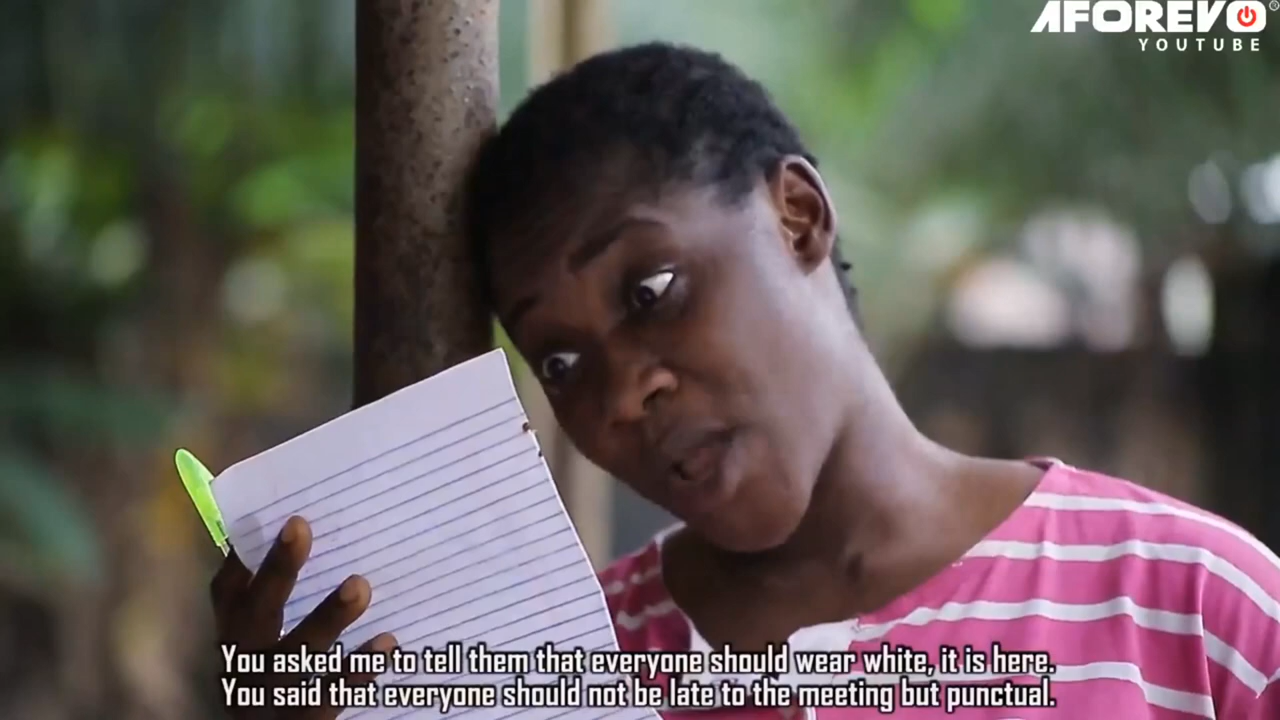 AFOREVO®
YOUTUBE
You asked me to tell them that everyone should wear white, it is here.
You said that everyone should not be late to the meeting but punctual.